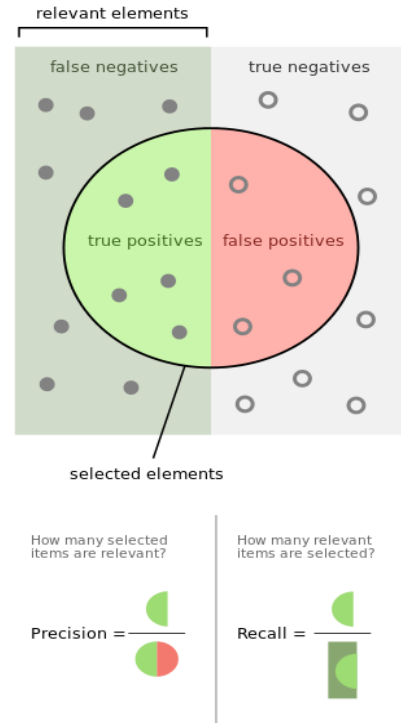 relevant elements
false negatives
true negatives
true positives
false positives
selected elements
How many selected
items are relevant?
How many relevant
items are selected?
Precision =
Recall =